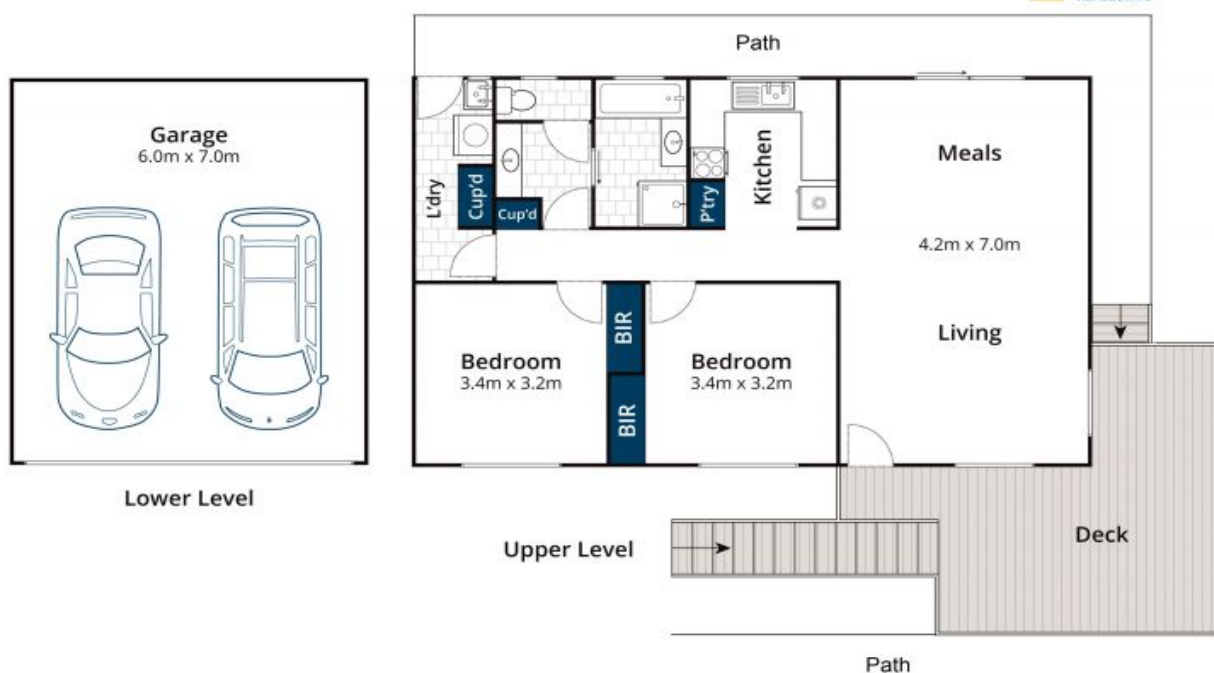 Path
Garage
6.0m x 7.0m
L'dry
Cup'd
Cup'd
P'try
Kitchen
Meals
4.2m x 7.0m
Living
Bedroom
3.4m x 3.2m
BIR
BIR
Bedroom
3.4m x 3.2m
Lower Level
Upper Level
Deck
Path